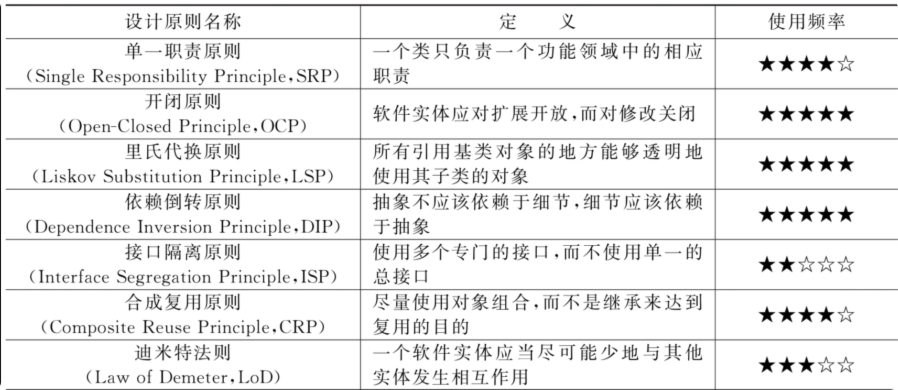 设计原则名称 定 义 使用频率
单一职责原则
(Single Responsibility Principle,SRP)
一个类只负责一个功能领域中的相应
职责
★★★★☆
开闭原则
(Open-Closed Principle,OCP)
软件实体应对扩展开放,而对修改关闭
★★★★★
里氏代换原则
(Liskov Substitution Principle,LSP)
所有引用基类对象的地方能够透明地
使用其子类的对象
★★★★★
依赖倒转原则
(Dependence Inversion Principle,DIP)
抽象不应该依赖于细节,细节应该依赖
于抽象
★★★★★
接口隔离原则
(Interface Segregation Principle,ISP)
使用多个专门的接口,而不使用单一的
总接口
★★☆☆☆
合成复用原则
(Composite Reuse Principle,CRP)
尽量使用对象组合,而不是继承来达到
复用的目的
★★★★☆
迪米特法则
(Law of Demeter,LoD)
一个软件实体应当尽可能少地与其他
实体发生相互作用
★★★☆☆